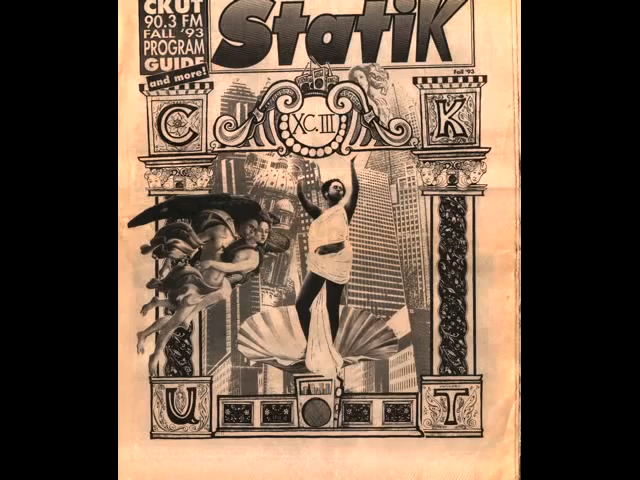 CKUT
90.3 FM
FALL '93
PROGRAM
GUIDE
and more!
Statik
Fall '93
C
XC.III
K
U
T